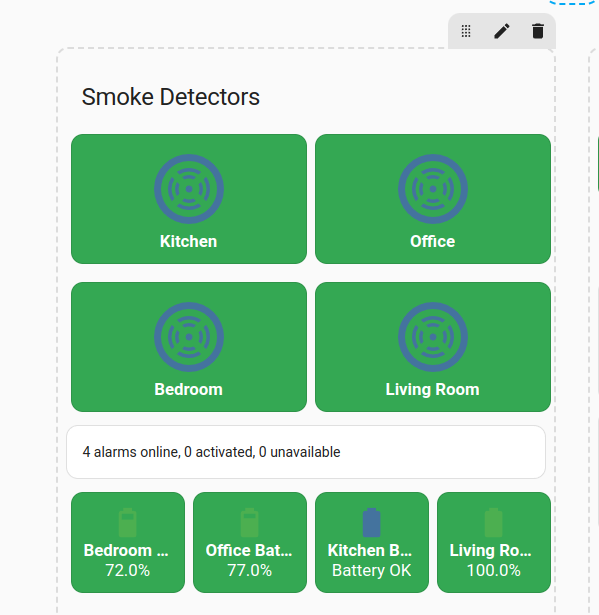 Smoke Detectors
Kitchen
Office
Bedroom
Living Room
4 alarms online, 0 activated, 0 unavailable
Bedroom ...
Office Bat...
Kitchen B...
Living Ro...
72.0%
77.0%
Battery OK
100.0%